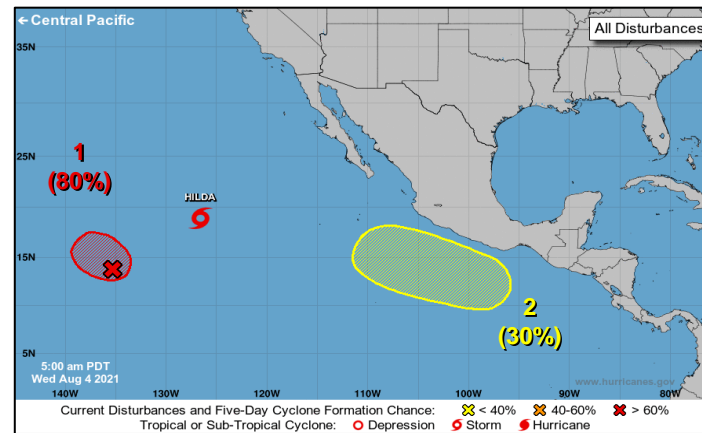 ← Central Pacific
All Disturbances
35N
25N
15N
5N
1
(80%)
HILDA
2
(30%)
5:00 am PDT
Wed Aug 4 2021
www.hurricanes.gov
140W 130W 120W 110W 100W 90W 80W
Current Disturbances and Five-Day Cyclone Formation Chance: < 40% 40-60% > 60%
Tropical or Sub-Tropical Cyclone: Depression Storm Hurricane